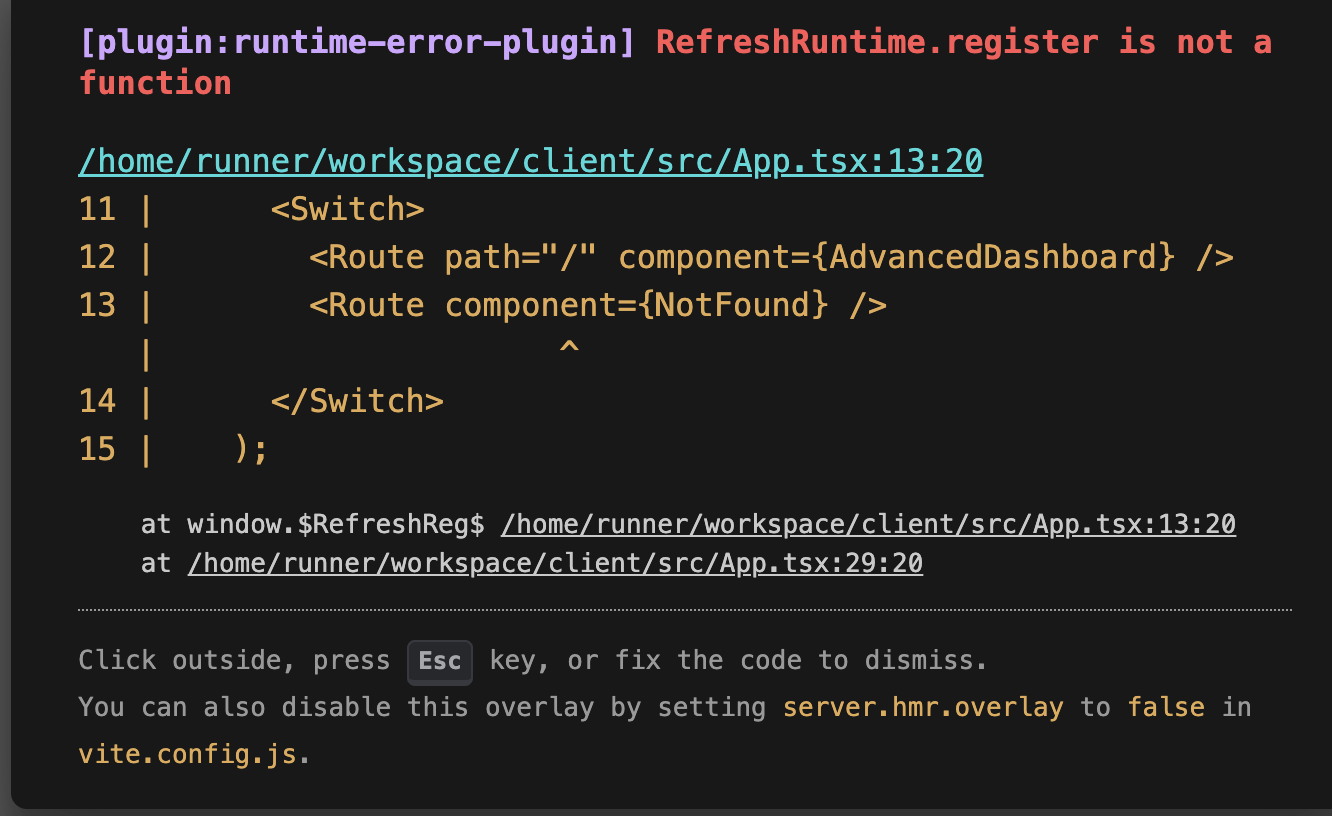 [plugin:runtime-error-plugin] RefreshRuntime.register is not a
function
/home/runner/workspace/client/src/App.tsx:13:20
11 |      <Switch>
12 |        <Route path="/" component={AdvancedDashboard} />
13 |        <Route component={NotFound} />
   |                     ^
14 |      </Switch>
15 |    );
at window.$RefreshReg$ /home/runner/workspace/client/src/App.tsx:13:20
at /home/runner/workspace/client/src/App.tsx:29:20
Click outside, press Esc key, or fix the code to dismiss.
You can also disable this overlay by setting server.hmr.overlay to false in
vite.config.js.